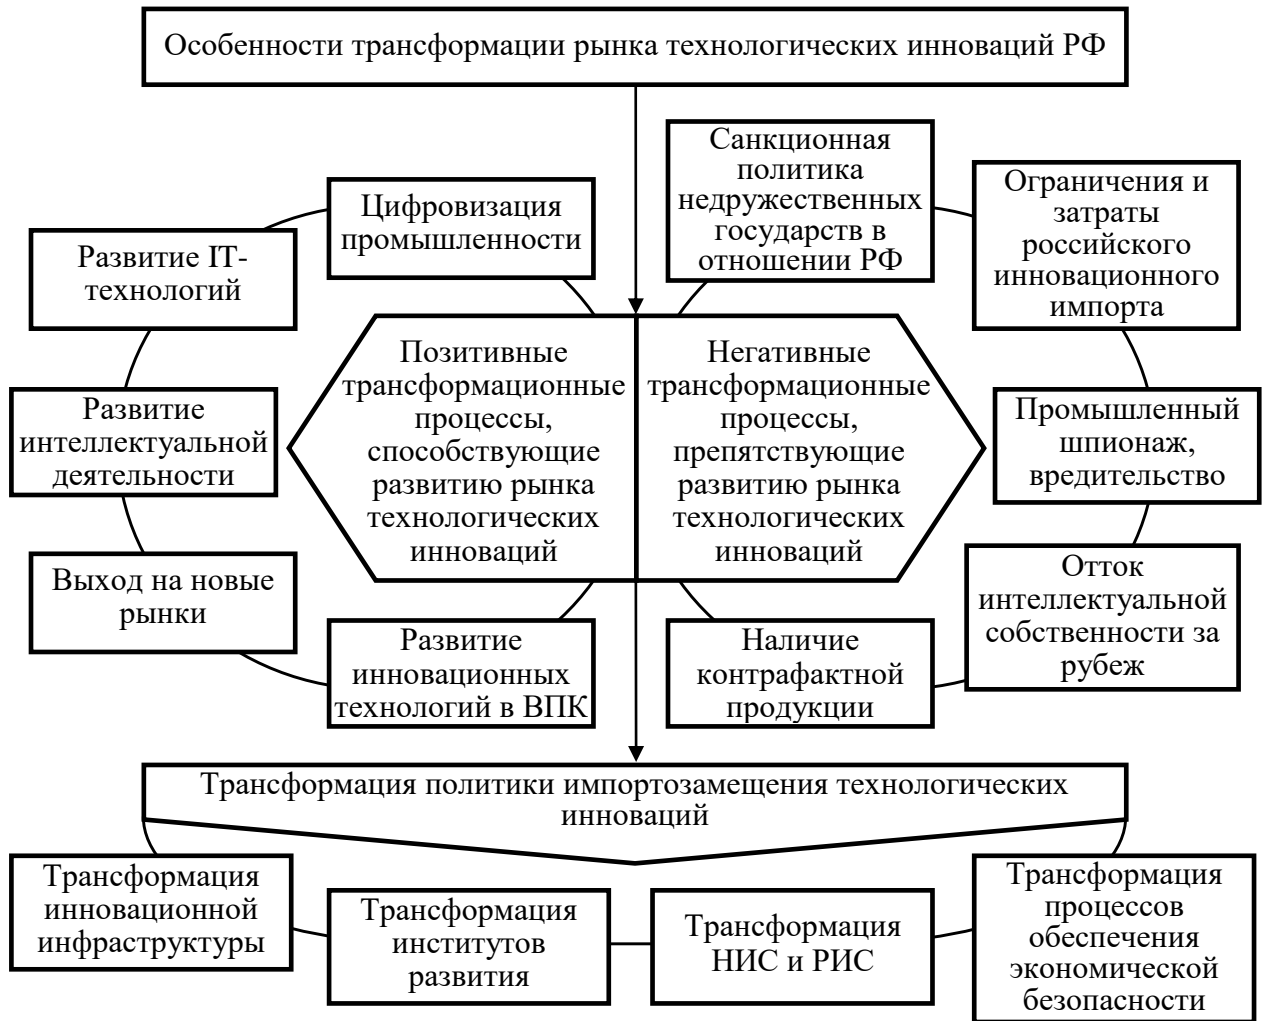 Особенности трансформации рынка технологических инноваций РФ
Цифровизация
промышленности
Развитие IT-
технологий
Развитие
интеллектуальной
деятельности
Выход на новые
рынки
Развитие
инновационных
технологий в ВПК
Позитивные
трансформационные
процессы,
способствующие
развитию рынка
технологических
инноваций
Негативные
трансформационные
процессы,
препятствующие
развитию рынка
технологических
инноваций
Санкционная
политика
недружественных
государств в
отношении РФ
Ограничения и
затраты
российского
инновационного
импорта
Промышленный
шпионаж,
вредительство
Отток
интеллектуальной
собственности за
рубеж
Наличие
контрафактной
продукции
Трансформация политики импортозамещения технологических
инноваций
Трансформация
инновационной
инфраструктуры
Трансформация
институтов
развития
Трансформация
НИС и РИС
Трансформация
процессов
обеспечения
экономической
безопасности